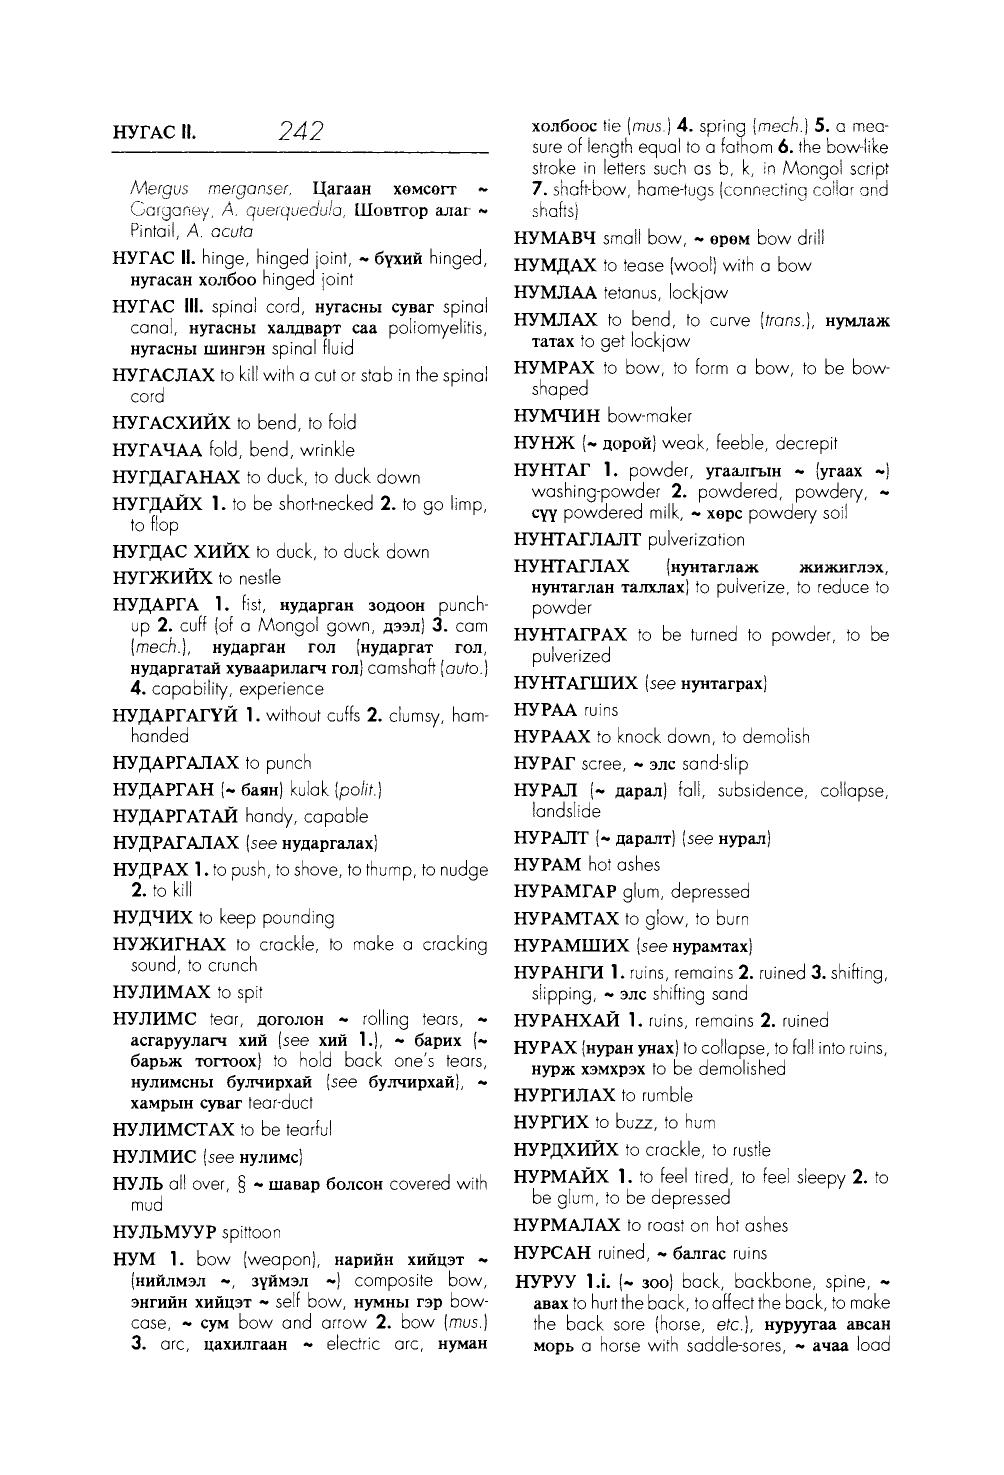 НУГАС II. 242
Mergus merganser, Цагаан хөмсөгт ~
Garganey, A. querquedula, Шовтгор алаг ~
Pintail, A. acuta
НУГАС II. hinge, hinged joint, ~ бүхий hinged,
нугасан холбоо hinged joint
НУГАС III. spinal cord, нугасны суваг spinal
canal, нугасны халдварт саа poliomyelitis,
нугасны шингэн spinal fluid
НУГАСЛАХ to kill with a cut or stab in the spinal
cord
НУГАСХИЙХ to bend, to fold
НУГАЧАА fold, bend, wrinkle
НУГДАГАНАХ to duck, to duck down
НУГДАЙХ 1. to be short-necked 2. to go limp,
to flop
НУГДАС ХИЙХ to duck, to duck down
НУГЖИЙХ to nestle
НУДАРГА 1. fist, нударган зодоон punch-
up 2. cuff (of a Mongol gown, дээл) 3. cam
(mech.), нударган гол (нударгат гол,
нударгатай хуваарилагч гол) camshaft (auto.)
4. capability, experience
НУДАРГАГҮЙ 1. without cuffs 2. clumsy, ham-
handed
НУДАРГАЛАХ to punch
НУДАРГАН (~ баян) kulak (polit.)
НУДАРГАТАЙ handy, capable
НУДРАГАЛАХ (see нударгалах)
НУДРАХ 1. to push, to shove, to thump, to nudge
2. to kill
НУДЧИХ to keep pounding
НУЖИГНАХ to crackle, to make a cracking
sound, to crunch
НУЛИМАХ to spit
НУЛИМС tear, доголон ~ rolling tears, ~
асгаруулагч хий (see хий 1.), ~ барих (~
барьж тогтоох) to hold back one's tears,
нулимсны булчирхай (see булчирхай), ~
хамрын суваг tear-duct
НУЛИМСТАХ to be tearful
НУЛМИС (see нулимс)
НУЛЬ all over, § ~ шавар болсон covered with
mud
НУЛЬМУУР spittoon
НУМ 1. bow (weapon), нарийн хийцэт ~
(нийлмэл ~, зүймэл ~) composite bow,
энгийн хийцэт ~ self bow, нумны гэр bow-
case, ~ сум bow and arrow 2. bow (mus.)
3. arc, цахилгаан ~ electric arc, нуман
холбоос tie (mus.) 4. spring (mech.) 5. a mea-
sure of length equal to a fathom 6. the bow-like
stroke in letters such as b, k, in Mongol script
7. shaft-bow, hame-tugs (connecting collar and
shafts)
НУМАВЧ small bow, ~ өрөм bow drill
НУМДАХ to tease (wool) with a bow
НУМЛАА tetanus, lockjaw
НУМЛАХ to bend, to curve (trans.), нумлаж
татах to get lockjaw
НУМРАХ to bow, to form a bow, to be bow-
shaped
НУМЧИН bow-maker
НУНЖ (~ дорой) weak, feeble, decrepit
НУНТАГ 1. powder, угаалгын ~ (угаах ~)
washing-powder 2. powdered, powdery, ~
сүү powdered milk, ~ хөрс powdery soil
НУНТАГЛАЛТ pulverization
НУНТАГЛАХ (нунтаглаж жижиглэх,
нунтаглан талхлах) to pulverize, to reduce to
powder
НУНТАГРАХ to be turned to powder, to be
pulverized
НУНТАГШИХ (see нунтаграх)
НУРАА ruins
НУРААХ to knock down, to demolish
НУРАГ scree, ~ элс sand-slip
НУРАЛ (~ дарал) fall, subsidence, collapse,
landslide
НУРАЛТ (~ даралт) (see нурал)
НУРАМ hot ashes
НУРАМГАР glum, depressed
НУРАМТАХ to glow, to burn
НУРАМШИХ (see нурамтах)
НУРАНГИ 1. ruins, remains 2. ruined 3. shifting,
slipping, ~ элс shifting sand
НУРАНХАЙ 1. ruins, remains 2. ruined
НУРАХ (нуран унах) to collapse, to fall into ruins,
нурж хэмхрэх to be demolished
НУРГИЛАХ to rumble
НУРГИХ to buzz, to hum
НУРДХИЙХ to crackle, to rustle
НУРМАЙХ 1. to feel tired, to feel sleepy 2. to
be glum, to be depressed
НУРМАЛАХ to roast on hot ashes
НУРСАН ruined, ~ балгас ruins
НУРУУ 1.i. (~ зоо) back, backbone, spine, ~
авах to hurt the back, to affect the back, to make
the back sore (horse, etc.), нуруугаа авсан
морь a horse with saddle-sores, ~ ачаа load